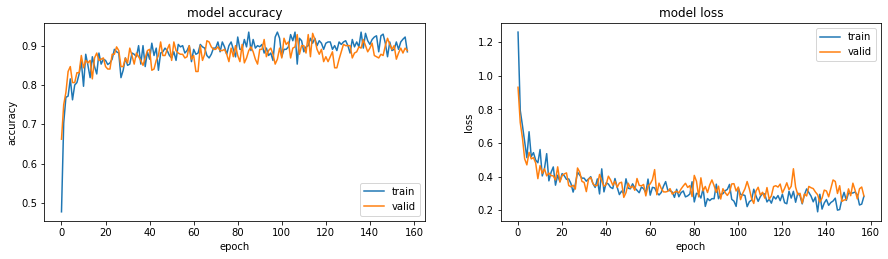 model accuracy
0.9
0.8
0.7
0.6
0.5
accuracy
0 20 40 60 80 100 120 140 160
epoch
train
valid
model loss
1.2
1.0
0.8
0.6
0.4
0.2
loss
0 20 40 60 80 100 120 140 160
epoch
train
valid